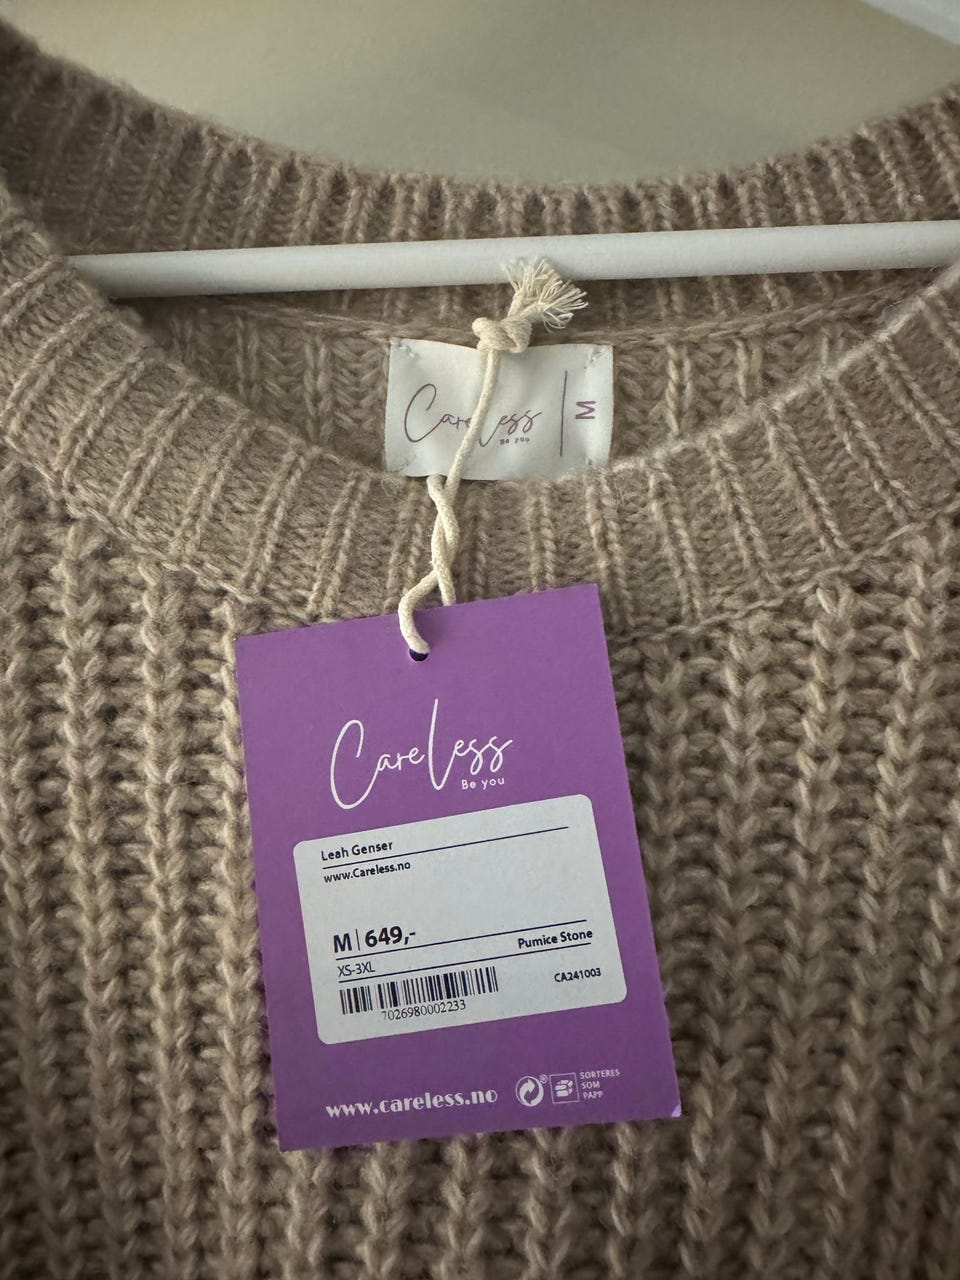 CareLess
Be you
M
CareLess
Be you
Leah Genser
www.Careless.no
M | 649,-
Pumice Stone
XS-3XL
CA241003
7026980002233
www.careless.no
SORTERES
SOM
PAPP